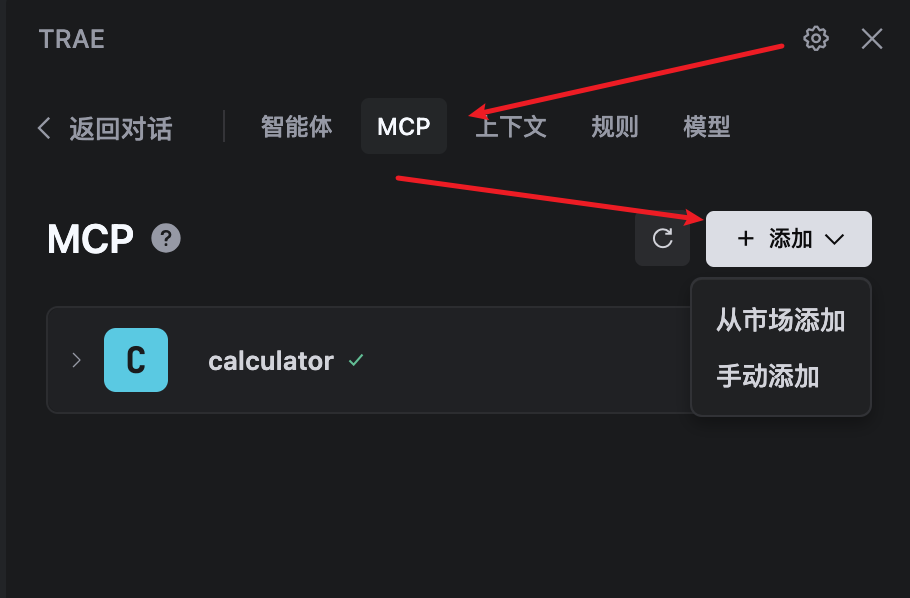 TRAE
返回对话 智能体 MCP 上下文 规则 模型
MCP ? + 添加
从市场添加
手动添加
C calculator